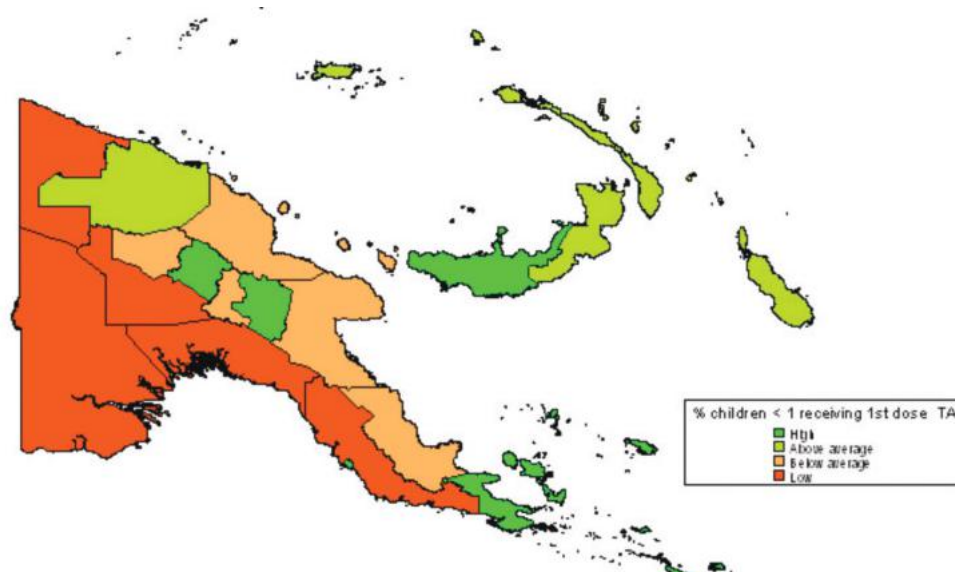 % children < 1 receiving 1st dose TA
High
Above average
Below average
Low